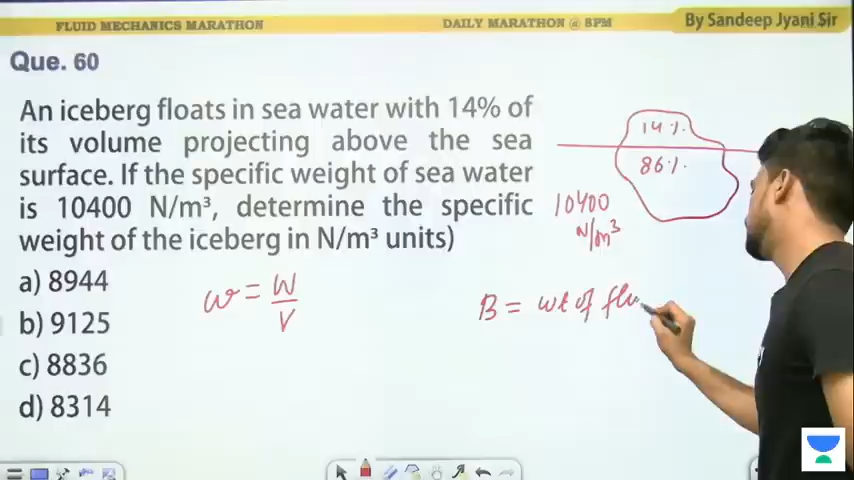 FLUID MECHANICS MARATHON
DAILY MARATHON @ 8PM
By Sandeep Jyani Sir
Que. 60
An iceberg floats in sea water with 14% of
its volume projecting above the sea
surface. If the specific weight of sea water
is 10400 N/m³, determine the specific
weight of the iceberg in N/m³ units)
a) 8944
b) 9125
c) 8836
d) 8314
14%.
86%.
10400
N/m³
w = W
V
B = wt of flu